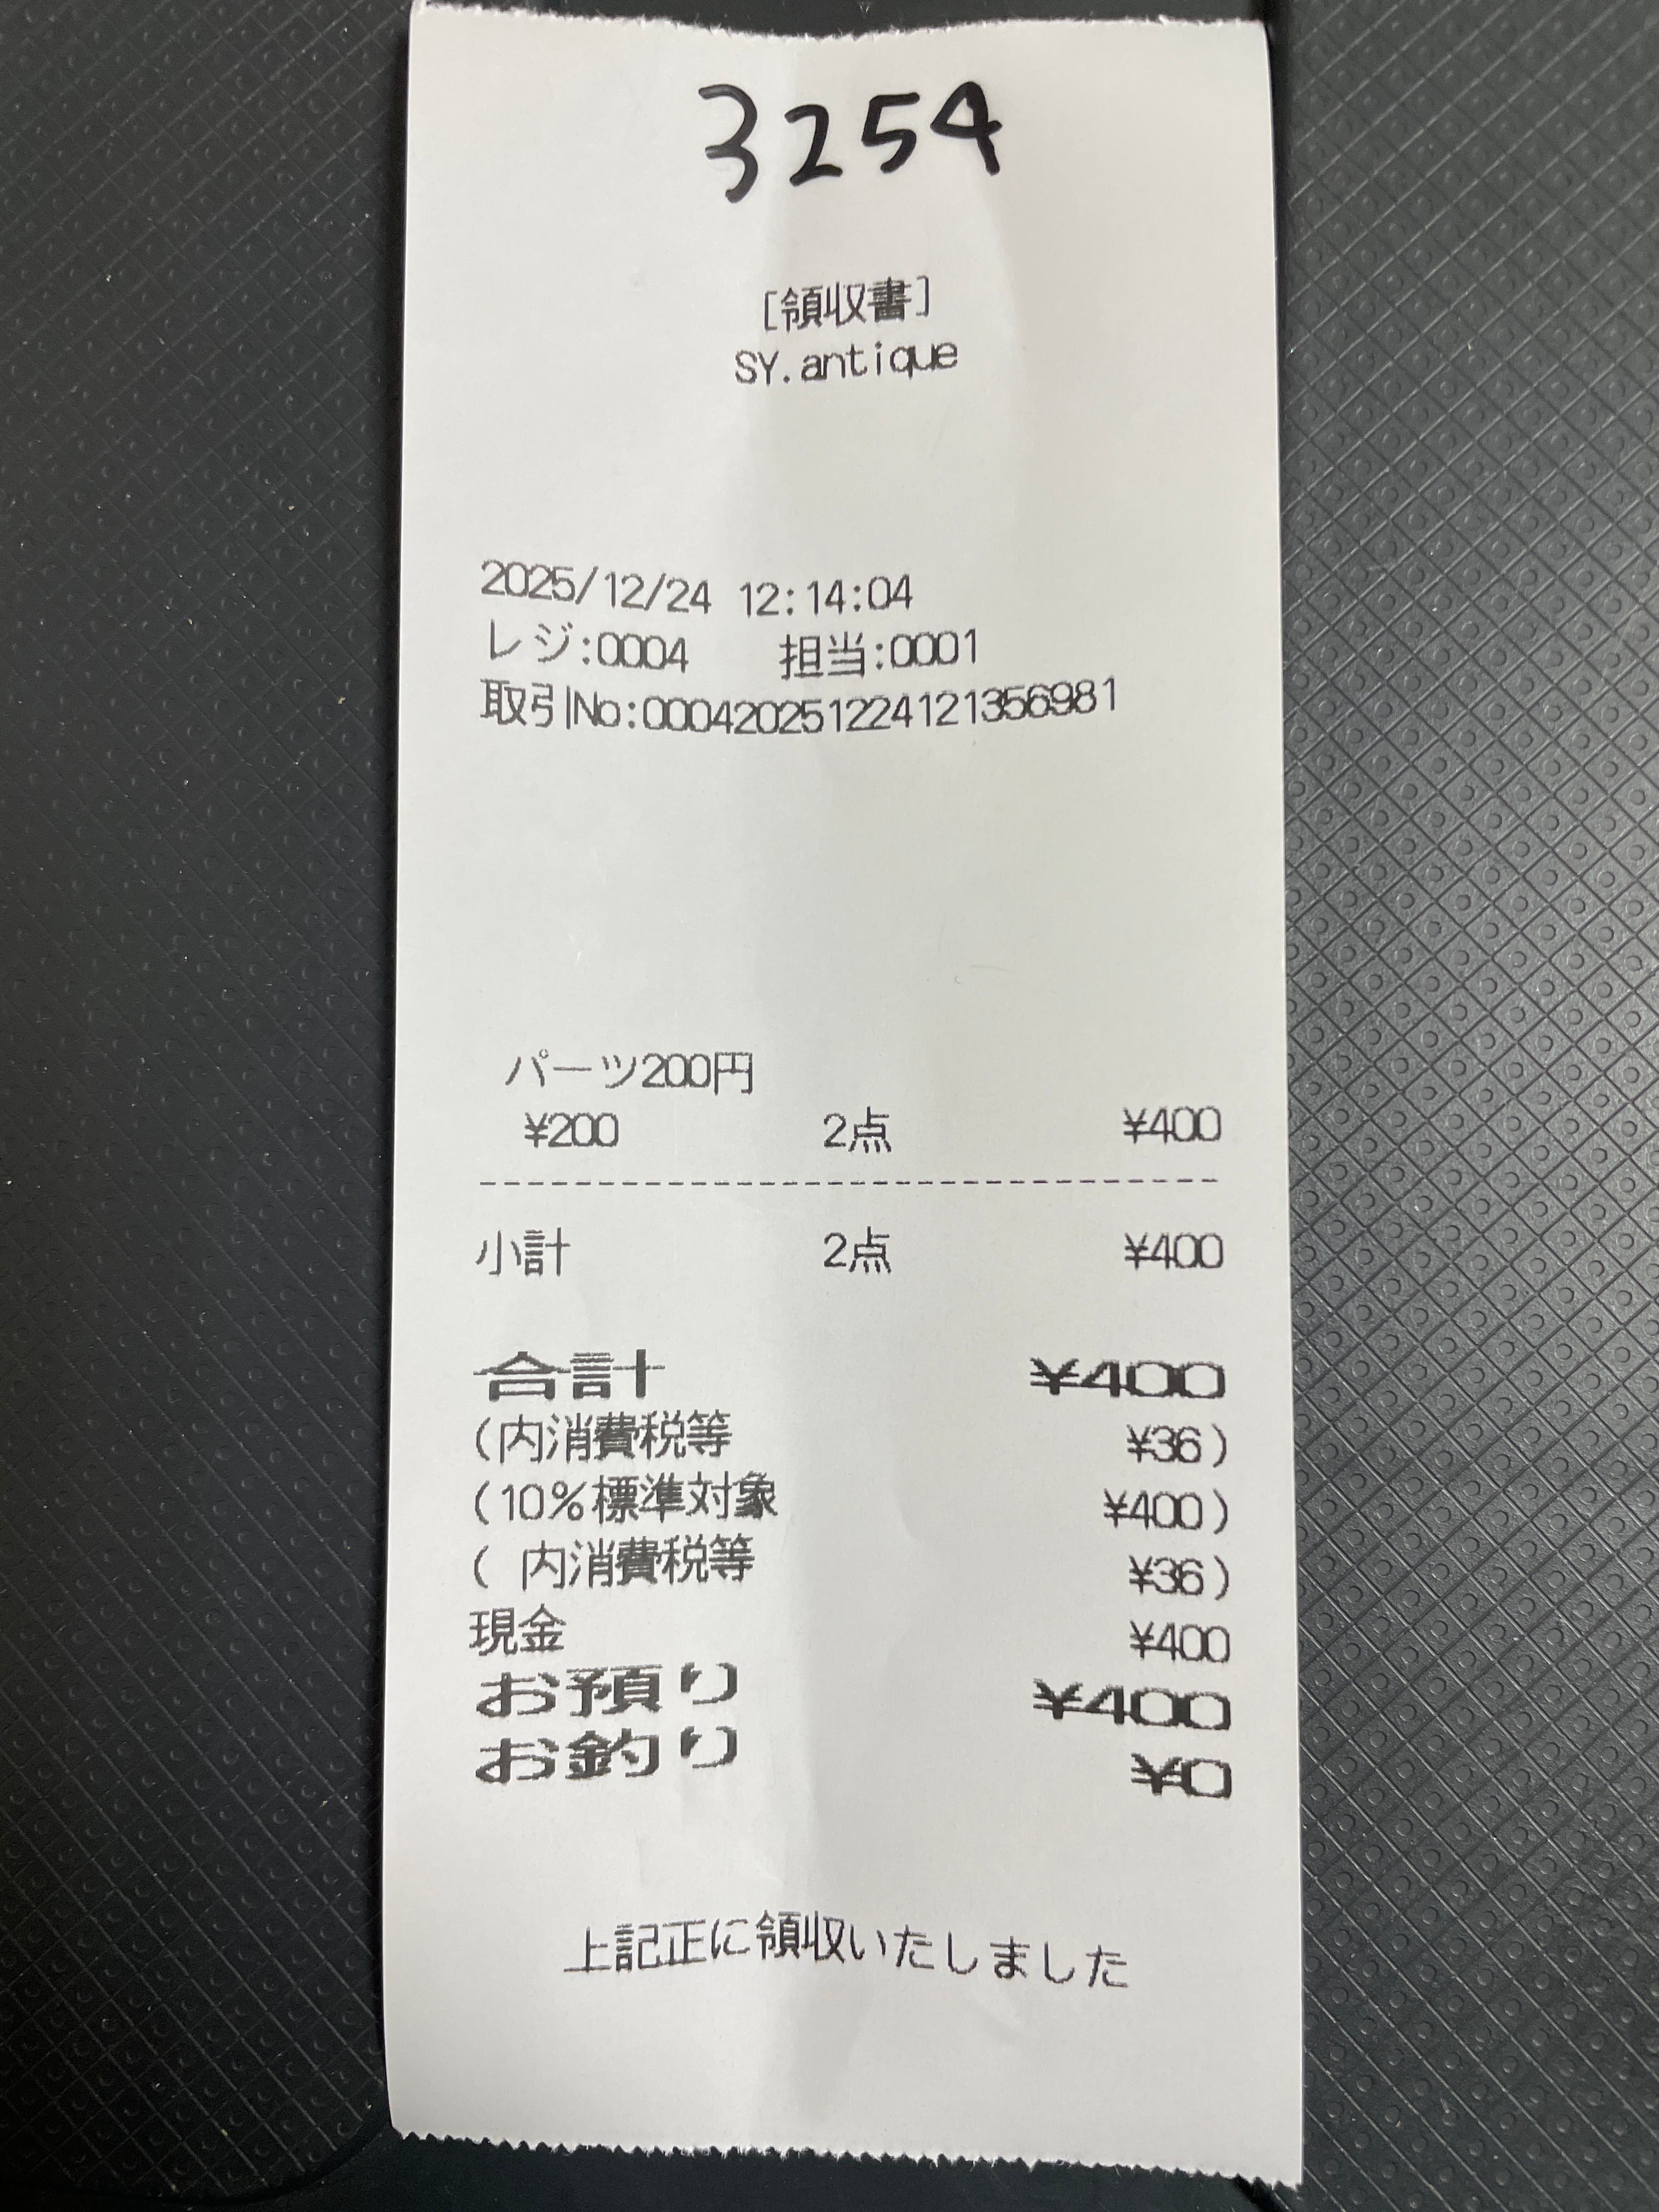 3254
[領収書]
SY.antique
2025/12/24 12:14:04
レジ:0004 担当:0001
取引No:000420251224121356981
パーツ200円
¥200 2点 ¥400
--------------------------------
小計 2点 ¥400
合計 ¥400
(内消費税等 ¥36)
(10%標準対象 ¥400)
( 内消費税等 ¥36)
現金 ¥400
お預り ¥400
お釣り ¥0
上記正に領収いたしました